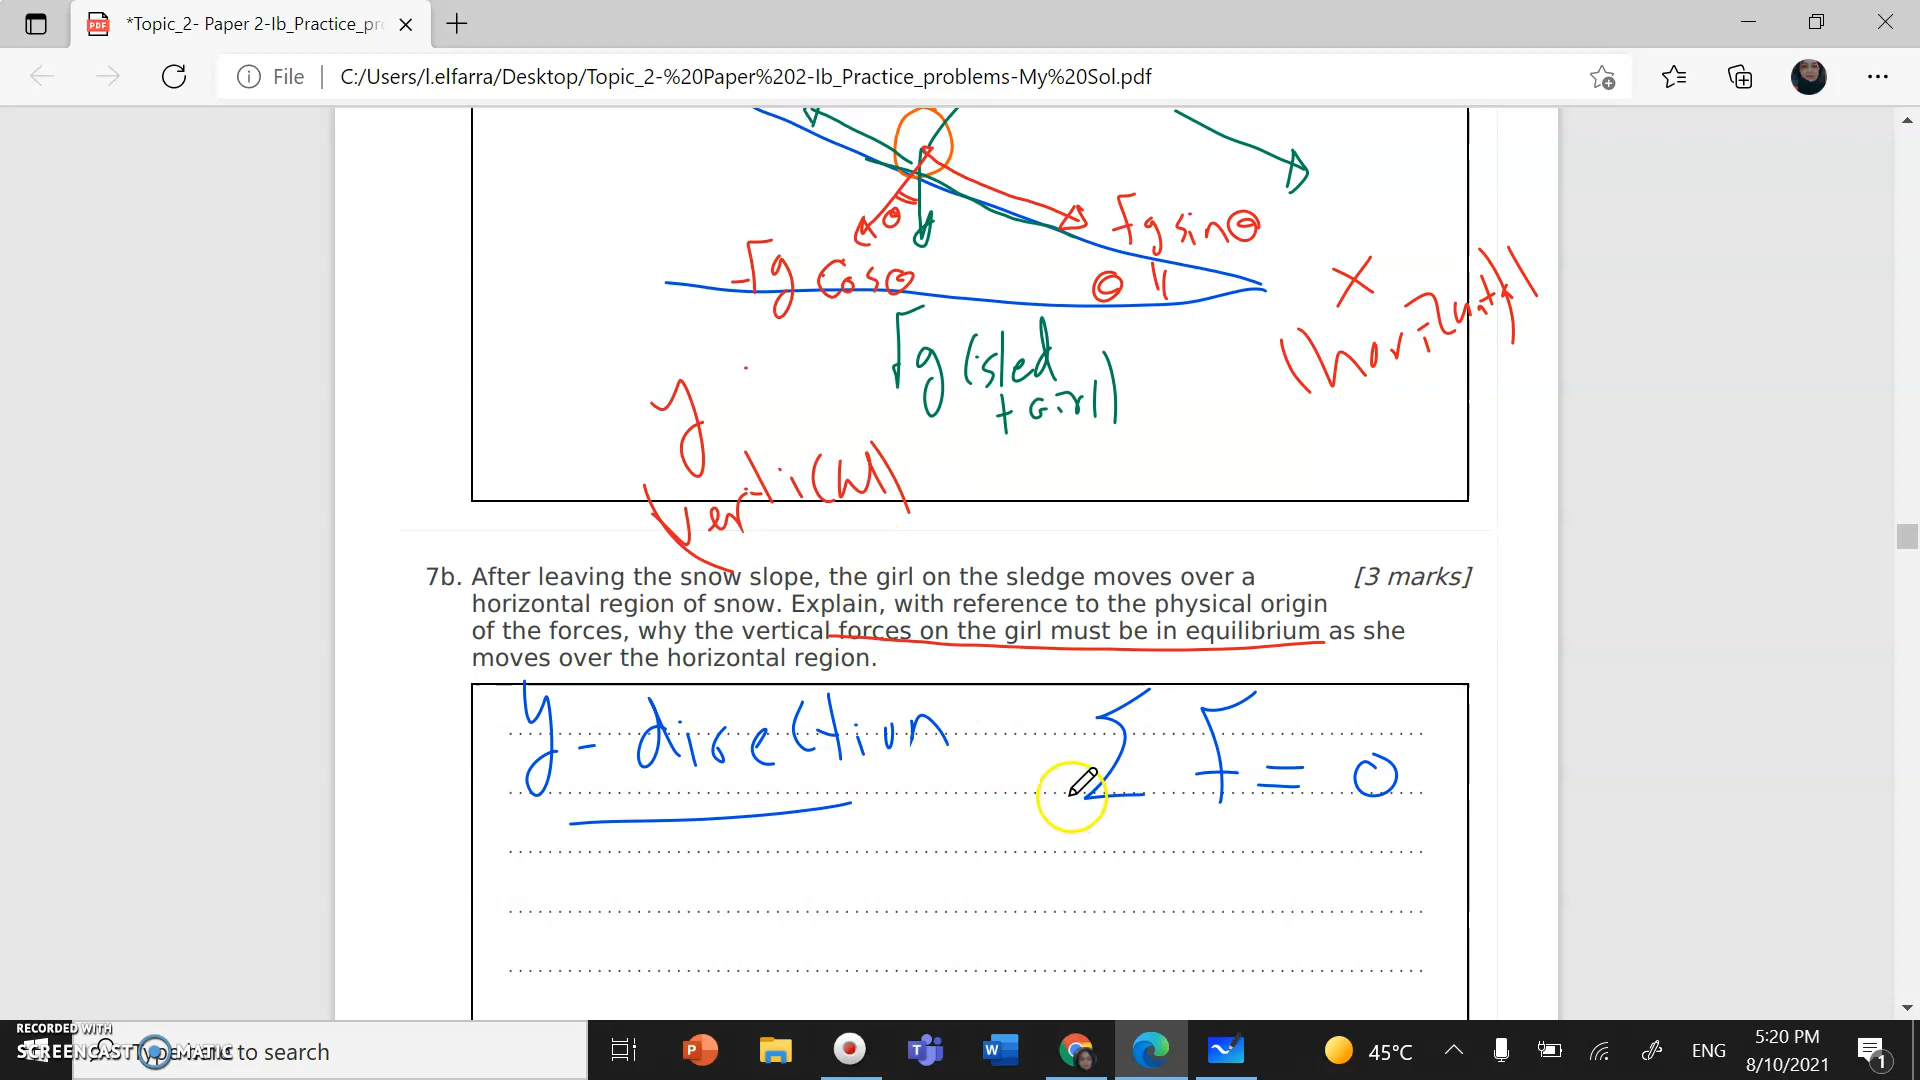 *Topic_2- Paper 2-Ib_Practice_pr
File
C:/Users/l.elfarra/Desktop/Topic_2-%20Paper%202-Ib_Practice_problems-My%20Sol.pdf
θ
Fg sinθ
Fg Cosθ
θ
X
(horizontal)
Fg (sled
+ Girl)
y
vertical)
7b. After leaving the snow slope, the girl on the sledge moves over a [3 marks]
horizontal region of snow. Explain, with reference to the physical origin
of the forces, why the vertical forces on the girl must be in equilibrium as she
moves over the horizontal region.
y - direction Σ F = 0
RECORDED WITH
SCREENCAST MATIC
Type here to search
45°C
ENG
5:20 PM
8/10/2021
1